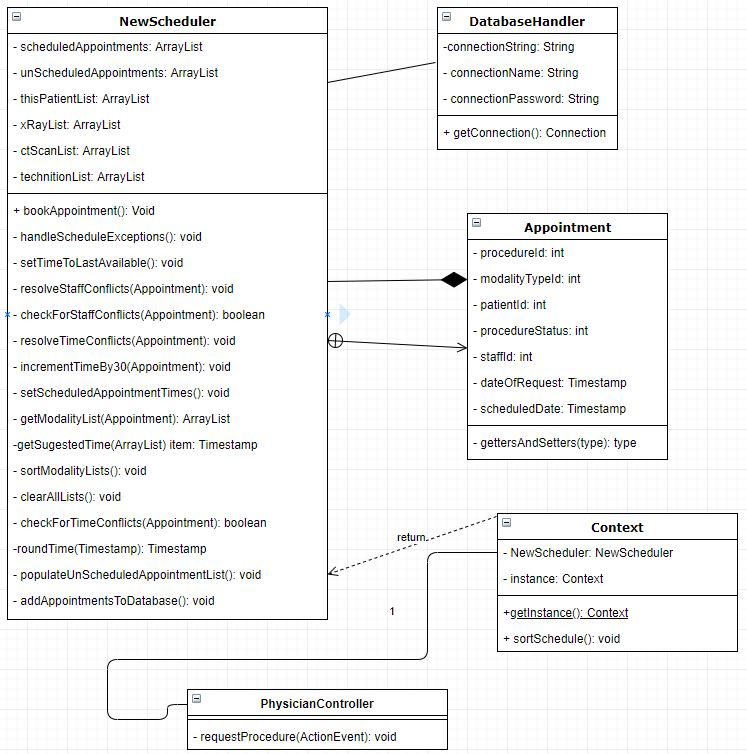 NewScheduler
- scheduledAppointments: ArrayList
- unScheduledAppointments: ArrayList
- thisPatientList: ArrayList
- xRayList: ArrayList
- ctScanList: ArrayList
- technitionList: ArrayList
+ bookAppointment(): Void
- handleScheduleExceptions(): void
- setTimeToLastAvailable(): void
- resolveStaffConflicts(Appointment): void
- checkForStaffConflicts(Appointment): boolean
- resolveTimeConflicts(Appointment): void
- incrementTimeBy30(Appointment): void
- setScheduledAppointmentTimes(): void
- getModalityList(Appointment): ArrayList
-getSugestedTime(ArrayList) item: Timestamp
- sortModalityLists(): void
- clearAllLists(): void
- checkForTimeConflicts(Appointment): boolean
-roundTime(Timestamp): Timestamp
- populateUnScheduledAppointmentList(): void
- addAppointmentsToDatabase(): void
DatabaseHandler
-connectionString: String
- connectionName: String
- connectionPassword: String
+ getConnection(): Connection
Appointment
- procedureId: int
- modalityTypeId: int
- patientId: int
- procedureStatus: int
- staffId: int
- dateOfRequest: Timestamp
- scheduledDate: Timestamp
- gettersAndSetters(type): type
return
Context
- NewScheduler: NewScheduler
- instance: Context
+getInstance(): Context
+ sortSchedule(): void
1
PhysicianController
- requestProcedure(ActionEvent): void